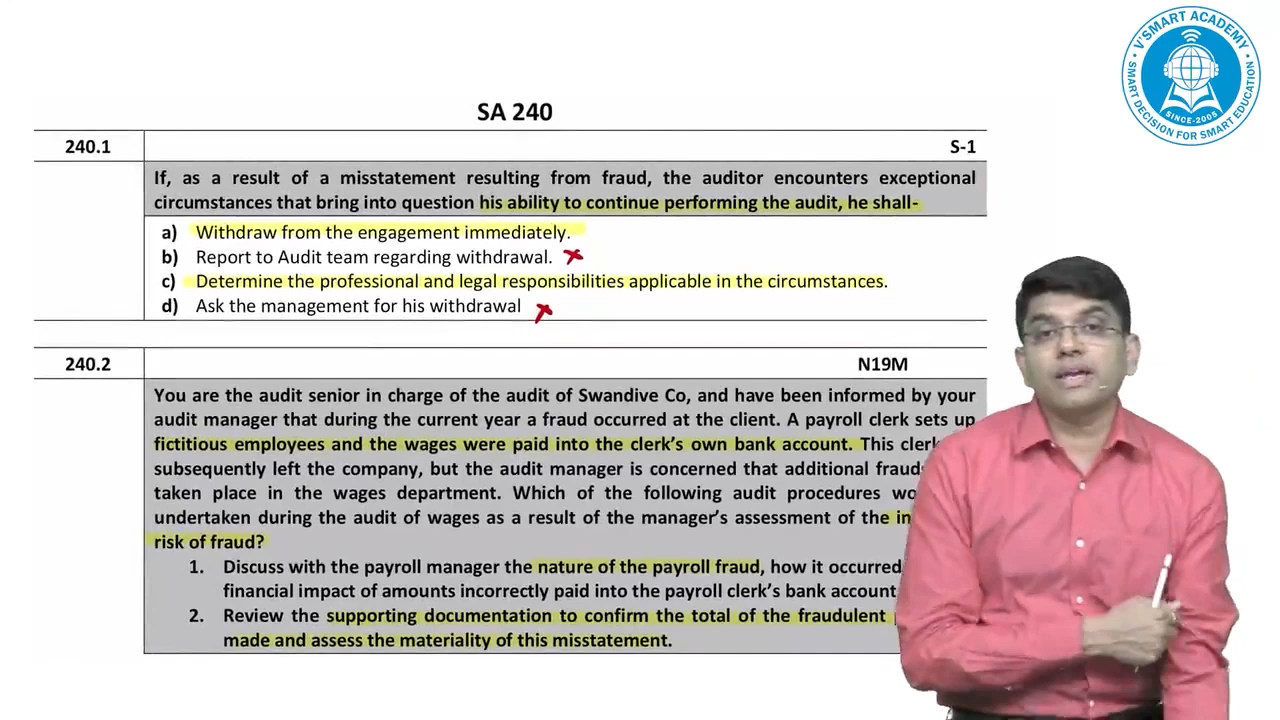 V'SMART ACADEMY
SMART DECISION FOR SMART EDUCATION
SINCE-2005
SA 240
240.1 S-1
If, as a result of a misstatement resulting from fraud, the auditor encounters exceptional
circumstances that bring into question his ability to continue performing the audit, he shall-
a) Withdraw from the engagement immediately.
b) Report to Audit team regarding withdrawal.
c) Determine the professional and legal responsibilities applicable in the circumstances.
d) Ask the management for his withdrawal
240.2 N19M
You are the audit senior in charge of the audit of Swandive Co, and have been informed by your
audit manager that during the current year a fraud occurred at the client. A payroll clerk sets up
fictitious employees and the wages were paid into the clerk's own bank account. This clerk
subsequently left the company, but the audit manager is concerned that additional
taken place in the wages department. Which of the following audit procedures
undertaken during the audit of wages as a result of the manager's assessment of the
risk of fraud?
1. Discuss with the payroll manager the nature of the payroll fraud, how it occurred
financial impact of amounts incorrectly paid into the payroll clerk's bank account
2. Review the supporting documentation to confirm the total of the fraudulent
made and assess the materiality of this misstatement.